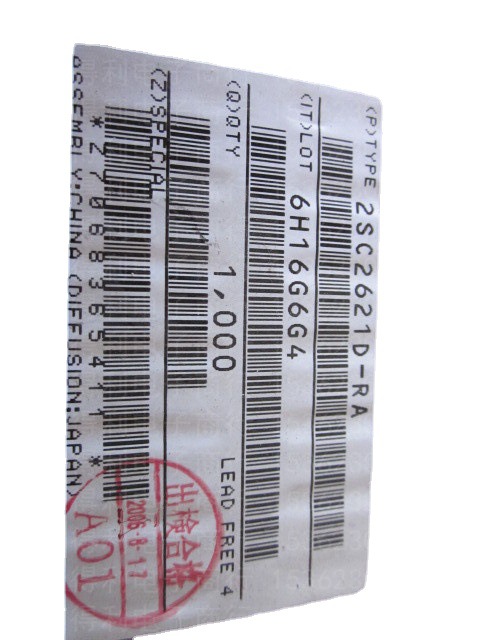 (P)TYPE 2SC2621D-RA
(1T)LOT 6H16G6G4
(Q)QTY 1,000
LEAD FREE 4
(Z)SPECIAL
*270683654111*
ASSEMBLY:CHINA (DIFFUSION:JAPAN)
出検合格
2006-8-17
A01